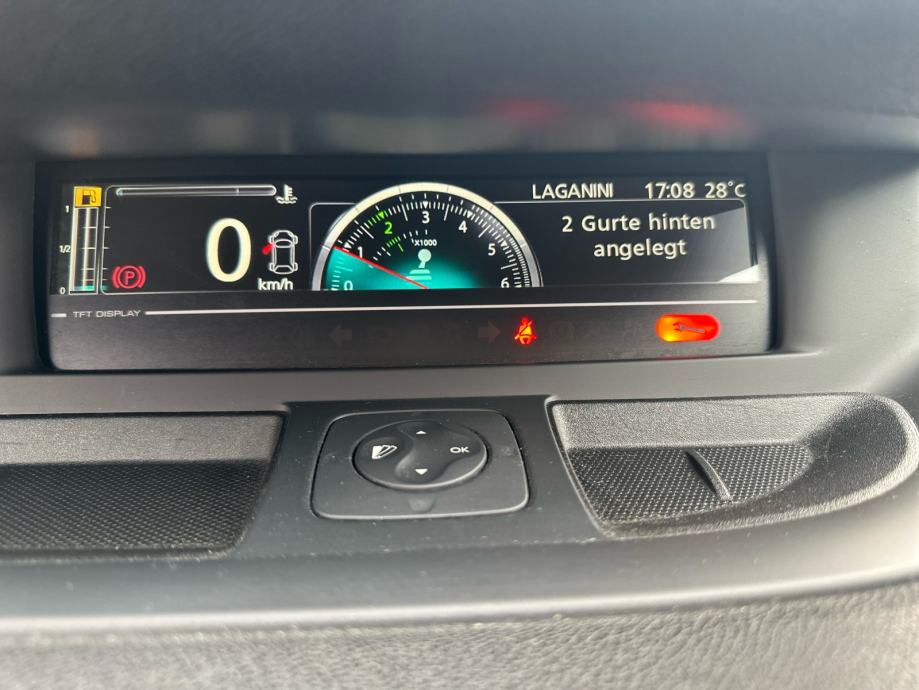 LAGANINI 17:08 28°C
2 Gurte hinten
angelegt
1
1/2
0
P
0
km/h
0 1 2 3 4 5 6
X1000
TFT DISPLAY
OK